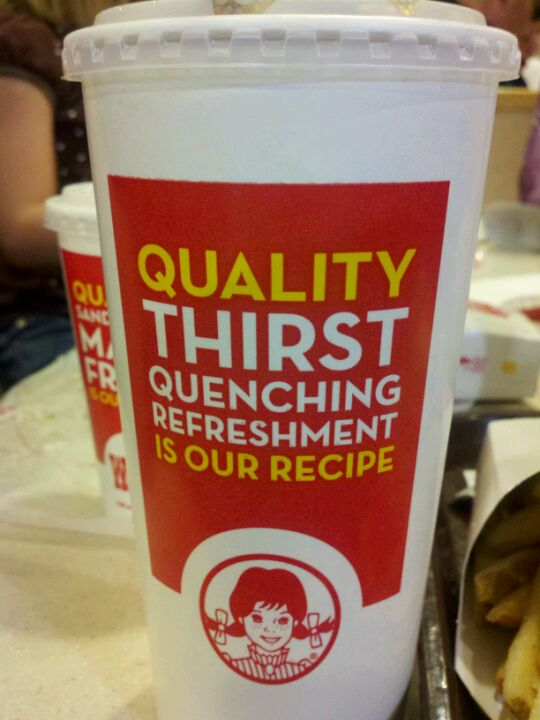 QUALITY
THIRST
QUENCHING
REFRESHMENT
IS OUR RECIPE